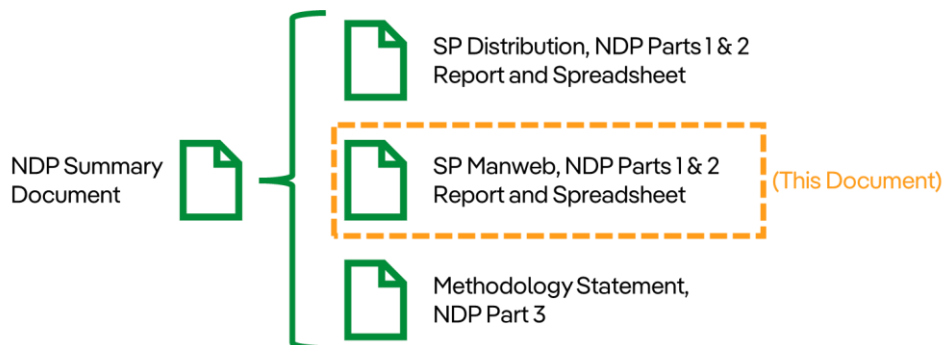 NDP Summary
Document
SP Distribution, NDP Parts 1 & 2
Report and Spreadsheet
SP Manweb, NDP Parts 1 & 2
Report and Spreadsheet
(This Document)
Methodology Statement,
NDP Part 3